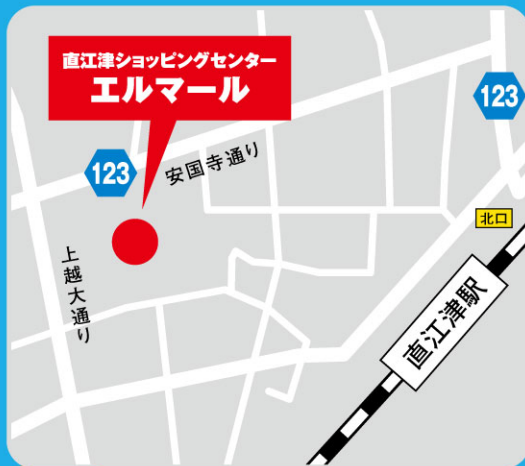 直江津ショッピングセンター
エルマール
123
123
安国寺通り
北口
上越大通り
直江津駅